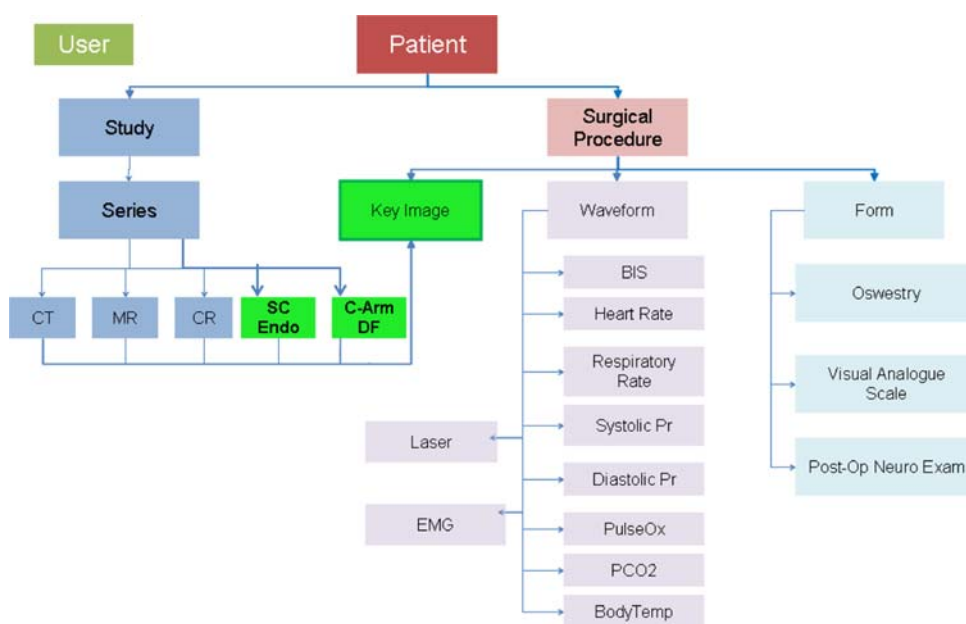 User
Patient
Study
Surgical
Procedure
Series
Key Image
Waveform
Form
CT
MR
CR
SC
Endo
C-Arm
DF
BIS
Heart Rate
Respiratory
Rate
Systolic Pr
Diastolic Pr
PulseOx
PCO2
BodyTemp
Laser
EMG
Oswestry
Visual Analogue
Scale
Post-Op Neuro Exam